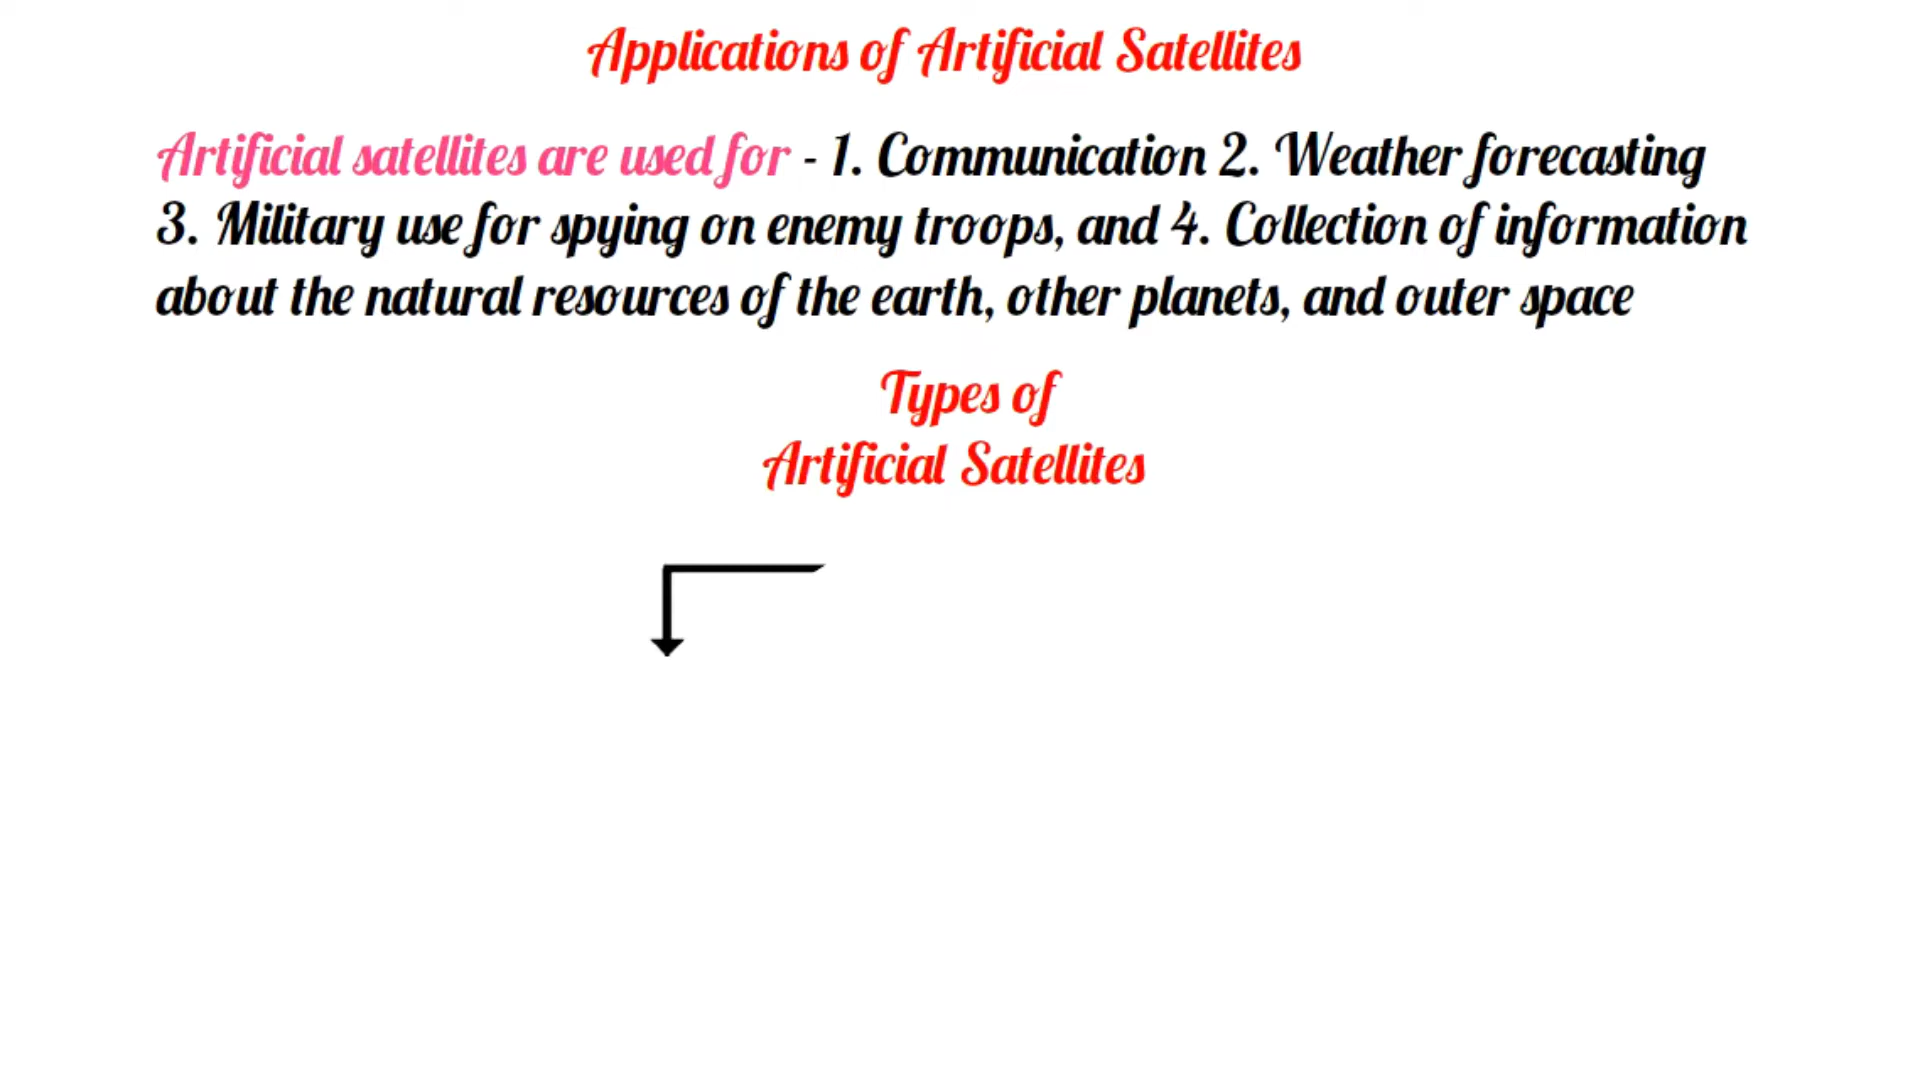 Applications of Artificial Satellites
Artificial satellites are used for - 1. Communication 2. Weather forecasting
3. Military use for spying on enemy troops, and 4. Collection of information
about the natural resources of the earth, other planets, and outer space
Types of
Artificial Satellites